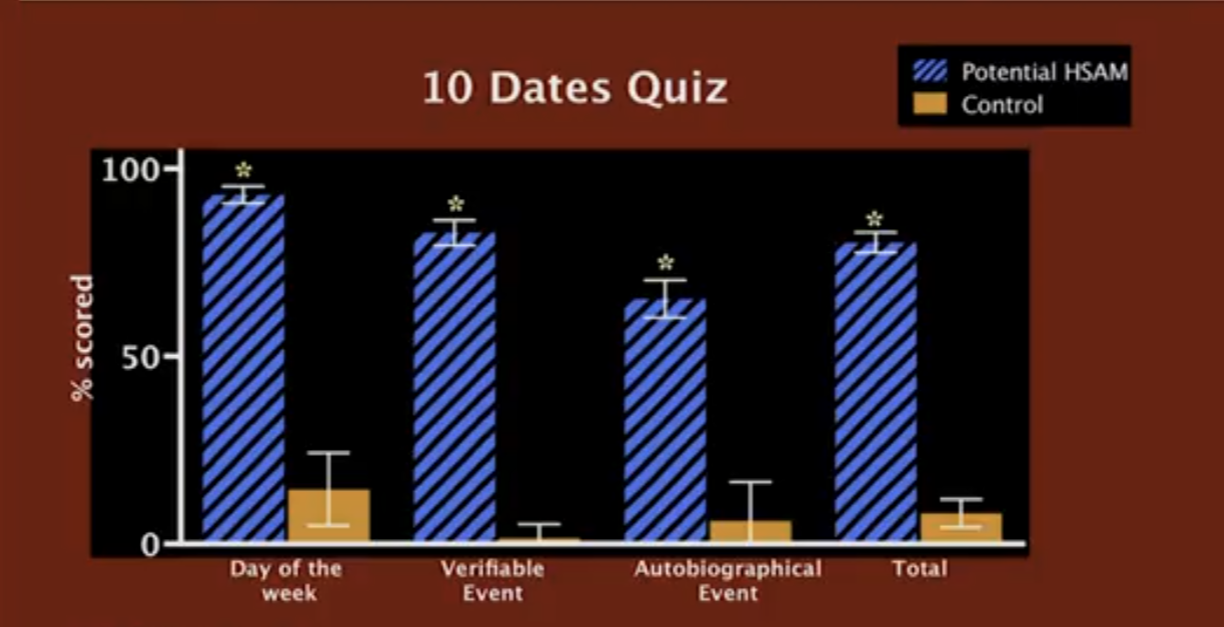 10 Dates Quiz
Potential HSAM
Control
% scored
100
50
0
*
*
*
*
Day of the
week
Verifiable
Event
Autobiographical
Event
Total